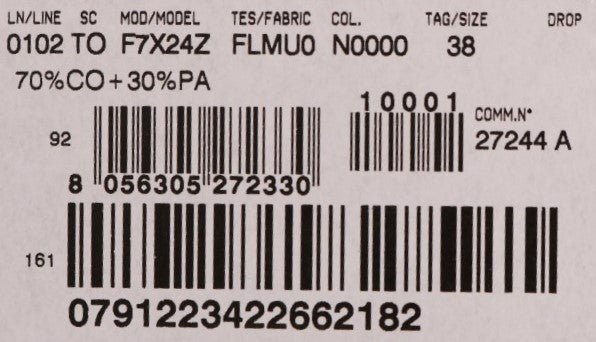 LN/LINE SC MOD/MODEL TES/FABRIC COL. TAG/SIZE DROP
0102 TO F7X24Z FLMU0 N0000 38
70%CO+30%PA
10001
COMM.N°
92
27244 A
8 056305 272330
161
0791223422662182